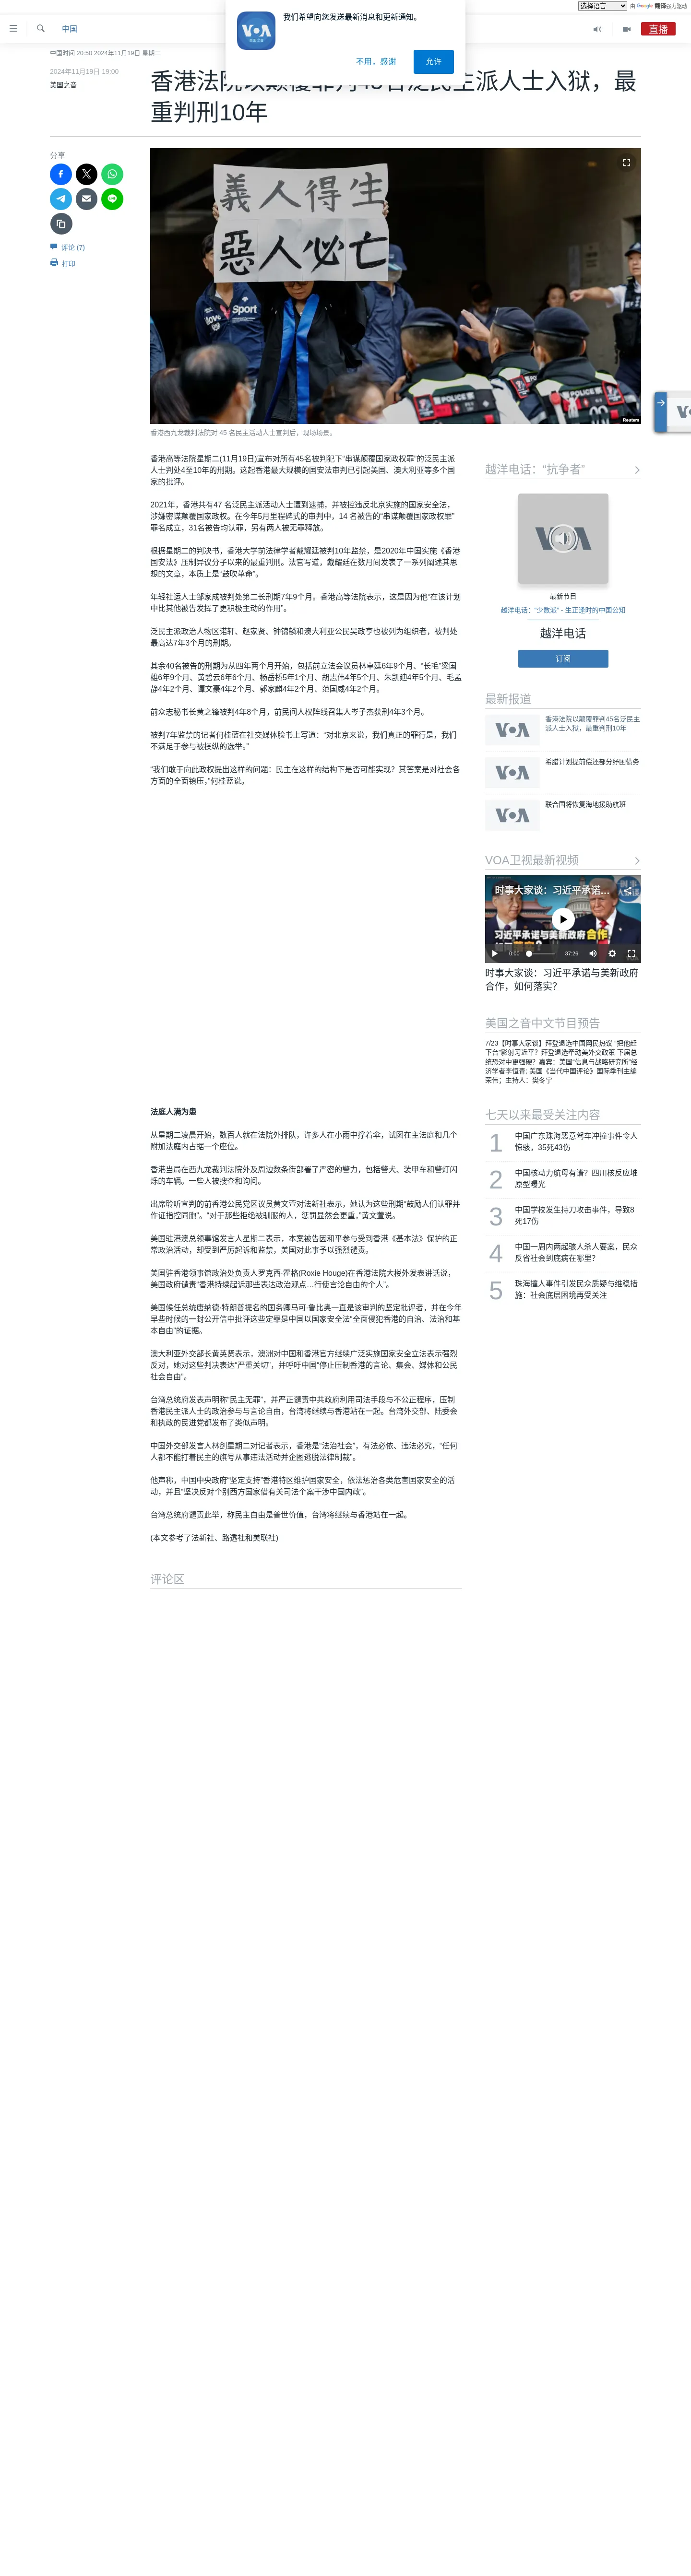 选择语言
由 Google 翻译强力驱动
我们希望向您发送最新消息和更新通知。
VOA
不用，感谢
允许
中国
直播
中国时间 20:50 2024年11月19日 星期二
2024年11月19日 19:00
美国之音
香港法院以颠覆罪判45名泛民主派人士入狱，最
重判刑10年
分享
评论 (7)
打印
義人得生
惡人必亡
Sport
love
POLICE
Reuters
香港西九龙裁判法院对 45 名民主活动人士宣判后，现场场景。
香港高等法院星期二(11月19日)宣布对所有45名被判犯下“串谋颠覆国家政权罪”的泛民主派
人士判处4至10年的刑期。这起香港最大规模的国安法审判已引起美国、澳大利亚等多个国
家的批评。
2021年，香港共有47 名泛民主派活动人士遭到逮捕，并被控违反北京实施的国家安全法，
涉嫌密谋颠覆国家政权。在今年5月里程碑式的审判中，14 名被告的“串谋颠覆国家政权罪”
罪名成立，31名被告均认罪，另有两人被无罪释放。
根据星期二的判决书，香港大学前法律学者戴耀廷被判10年监禁，是2020年中国实施《香港
国安法》压制异议分子以来的最重刑刑。法官写道，戴耀廷在数月间发表了一系列阐述其思
想的文章，本质上是“鼓吹革命”。
年轻社运人士邹家成被判处第二长刑期7年9个月。香港高等法院表示，这是因为他“在该计划
中比其他被告发挥了更积极主动的作用”。
泛民主派政治人物区诺轩、赵家贤、钟锦麟和澳大利亚公民吴政亨也被列为组织者，被判处
最高达7年3个月的刑期。
其余40名被告的刑期为从四年两个月开始，包括前立法会议员林卓廷6年9个月、“长毛”梁国
雄6年9个月、黄碧云6年6个月、杨岳桥5年1个月、胡志伟4年5个月、朱凯廸4年5个月、毛孟
静4年2个月、谭文豪4年2个月、郭家麒4年2个月、范国威4年2个月。
前众志秘书长黄之锋被判4年8个月，前民间人权阵线召集人岑子杰获刑4年3个月。
被判7年监禁的记者何桂蓝在社交媒体脸书上写道：“对北京来说，我们真正的罪行是，我们
不满足于参与被操纵的选举。”
“我们敢于向此政权提出这样的问题：民主在这样的结构下是否可能实现？其答案是对社会各
方面的全面镇压，”何桂蓝说。
法庭人满为患
从星期二凌晨开始，数百人就在法院外排队，许多人在小雨中撑着伞，试图在主法庭和几个
附加法庭内占据一个座位。
香港当局在西九龙裁判法院外及周边数条街部署了严密的警力，包括警犬、装甲车和警灯闪
烁的车辆。一些人被搜查和询问。
出席聆听宣判的前香港公民党区议员黄文萱对法新社表示，她认为这些刑期“鼓励人们认罪并
作证指控同胞”。“对于那些拒绝被驯服的人，惩罚显然会更重，”黄文萱说。
美国驻港澳总领事馆发言人星期二表示，本案被告因和平参与受到香港《基本法》保护的正
常政治活动，却受到严厉起诉和监禁，美国对此事予以强烈谴责。
美国驻香港领事馆政治处负责人罗克西·霍格(Roxie Houge)在香港法院大楼外发表讲话说，
美国政府谴责“香港持续起诉那些表达政治观点…行使言论自由的个人”。
美国候任总统唐纳德·特朗普提名的国务卿马可·鲁比奥一直是该审判的坚定批评者，并在今年
早些时候的一封公开信中批评这些定罪是中国以国家安全法“全面侵犯香港的自治、法治和基
本自由”的证据。
澳大利亚外交部长黄英贤表示，澳洲对中国和香港官方继续广泛实施国家安全立法表示强烈
反对，她对这些判决表达“严重关切”，并呼吁中国“停止压制香港的言论、集会、媒体和公民
社会自由”。
台湾总统府发表声明称“民主无罪”，并严正谴责中共政府利用司法手段与不公正程序，压制
香港民主派人士的政治参与与言论自由，台湾将继续与香港站在一起。台湾外交部、陆委会
和执政的民进党都发布了类似声明。
中国外交部发言人林剑星期二对记者表示，香港是“法治社会”，有法必依、违法必究，“任何
人都不能打着民主的旗号从事违法活动并企图逃脱法律制裁”。
他声称，中国中央政府“坚定支持”香港特区维护国家安全，依法惩治各类危害国家安全的活
动，并且“坚决反对个别西方国家借有关司法个案干涉中国内政”。
台湾总统府谴责此举，称民主自由是普世价值，台湾将继续与香港站在一起。
(本文参考了法新社、路透社和美联社)
评论区
越洋电话：“抗争者”
VOA
最新节目
越洋电话：“少数派” - 生正逢时的中国公知
越洋电话
订阅
最新报道
VOA
香港法院以颠覆罪判45名泛民主
派人士入狱，最重判刑10年
VOA
希腊计划提前偿还部分纾困债务
VOA
联合国将恢复海地援助航班
VOA卫视最新视频
时事大家谈：习近平承诺...
习近平承诺与美新政府合作
0:00
37:26
时事大家谈：习近平承诺与美新政府
合作，如何落实？
美国之音中文节目预告
7/23【时事大家谈】拜登退选中国网民热议 “把他赶
下台”影射习近平？拜登退选牵动美外交政策 下届总
统恐对中更强硬？嘉宾：美国“信息与战略研究所”经
济学者李恒青; 美国《当代中国评论》国际季刊主编
荣伟；主持人：樊冬宁
七天以来最受关注内容
1
中国广东珠海恶意驾车冲撞事件令人
惊骇，35死43伤
2
中国核动力航母有谱？四川核反应堆
原型曝光
3
中国学校发生持刀攻击事件，导致8
死17伤
4
中国一周内两起骇人杀人要案，民众
反省社会到底病在哪里？
5
珠海撞人事件引发民众质疑与维稳措
施：社会底层困境再受关注